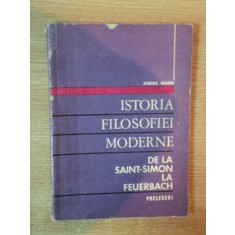 ISTORIA
FILOSOFIEI
MODERNE
DE LA
SAINT-SIMON
LA
FEUERBACH
PRELEGERI